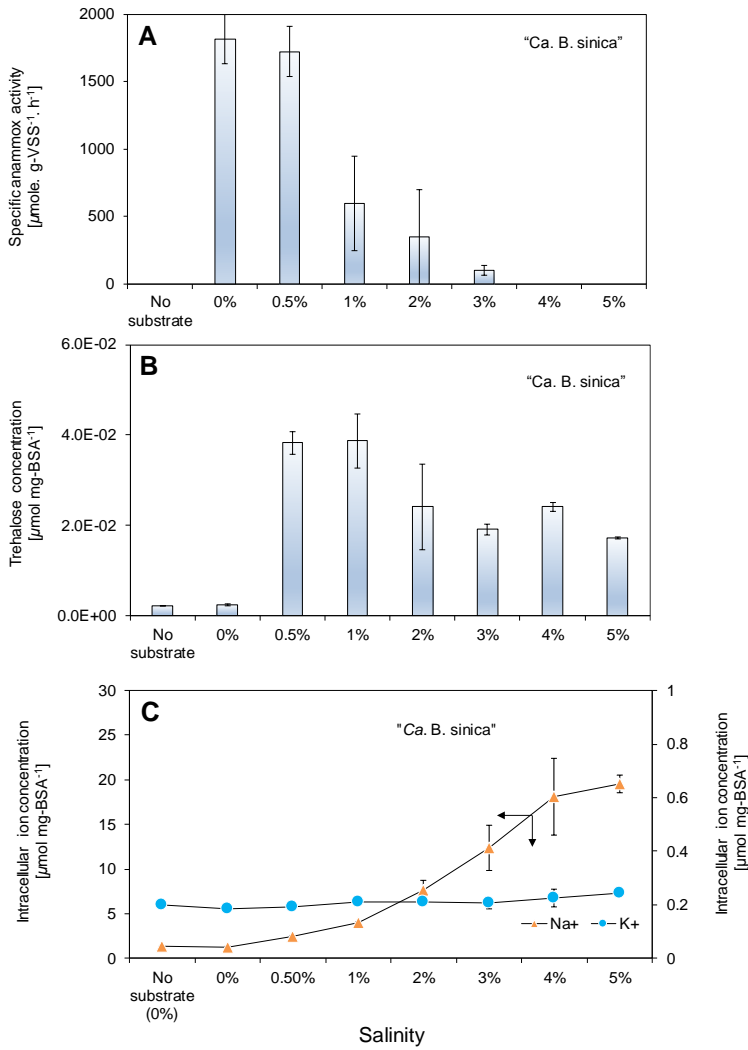 A
“Ca. B. sinica”
Specificanammox activity
[µmole. g-VSS-1. h-1]
2000
1500
1000
500
0
No substrate 0% 0.5% 1% 2% 3% 4% 5%
B
“Ca. B. sinica”
Trehalose concentration
[µmol mg-BSA-1]
6.0E-02
4.0E-02
2.0E-02
0.0E+00
No substrate 0% 0.5% 1% 2% 3% 4% 5%
C
"Ca. B. sinica"
Intracellular ion concentration
[µmol mg-BSA-1]
30
25
20
15
10
5
0
1
0.8
0.6
0.4
0.2
0
Intracellular ion concentration
[µmol mg-BSA-1]
Na+ K+
No substrate (0%) 0% 0.50% 1% 2% 3% 4% 5%
Salinity